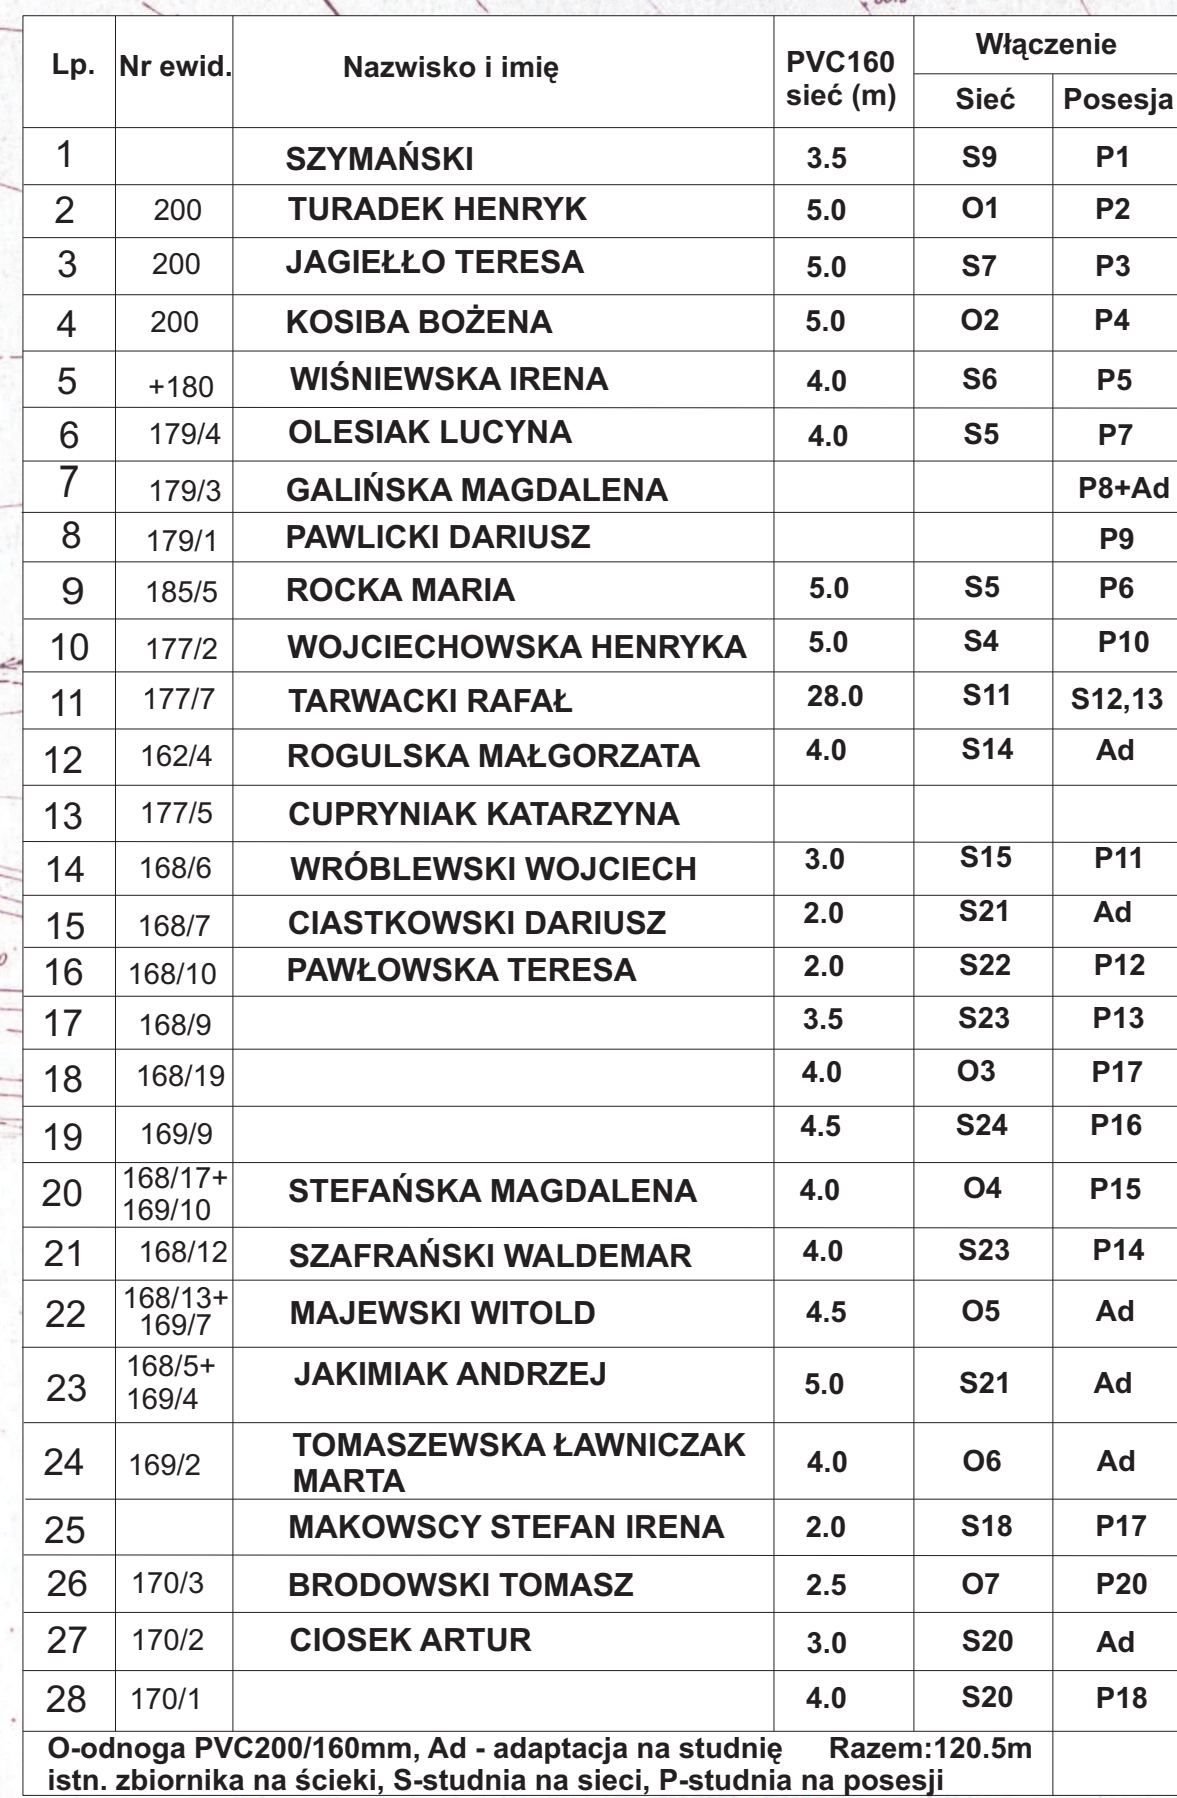 Lp. Nr ewid. Nazwisko i imię PVC160 sieć (m) Włączenie
Sieć Posesja
1 SZYMAŃSKI 3.5 S9 P1
2 200 TURADEK HENRYK 5.0 O1 P2
3 200 JAGIEŁŁO TERESA 5.0 S7 P3
4 200 KOSIBA BOŻENA 5.0 O2 P4
5 +180 WIŚNIEWSKA IRENA 4.0 S6 P5
6 179/4 OLESIAK LUCYNA 4.0 S5 P7
7 179/3 GALIŃSKA MAGDALENA P8+Ad
8 179/1 PAWLICKI DARIUSZ P9
9 185/5 ROCKA MARIA 5.0 S5 P6
10 177/2 WOJCIECHOWSKA HENRYKA 5.0 S4 P10
11 177/7 TARWACKI RAFAŁ 28.0 S11 S12,13
12 162/4 ROGULSKA MAŁGORZATA 4.0 S14 Ad
13 177/5 CUPRYNIAK KATARZYNA
14 168/6 WRÓBLEWSKI WOJCIECH 3.0 S15 P11
15 168/7 CIASTKOWSKI DARIUSZ 2.0 S21 Ad
16 168/10 PAWŁOWSKA TERESA 2.0 S22 P12
17 168/9 3.5 S23 P13
18 168/19 4.0 O3 P17
19 169/9 4.5 S24 P16
20 168/17+ 169/10 STEFAŃSKA MAGDALENA 4.0 O4 P15
21 168/12 SZAFRAŃSKI WALDEMAR 4.0 S23 P14
22 168/13+ 169/7 MAJEWSKI WITOLD 4.5 O5 Ad
23 168/5+ 169/4 JAKIMIAK ANDRZEJ 5.0 S21 Ad
24 169/2 TOMASZEWSKA ŁAWNICZAK MARTA 4.0 O6 Ad
25 MAKOWSCY STEFAN IRENA 2.0 S18 P17
26 170/3 BRODOWSKI TOMASZ 2.5 O7 P20
27 170/2 CIOSEK ARTUR 3.0 S20 Ad
28 170/1 4.0 S20 P18
O-odnoga PVC200/160mm, Ad - adaptacja na studnię Razem:120.5m
istn. zbiornika na ścieki, S-studnia na sieci, P-studnia na posesji